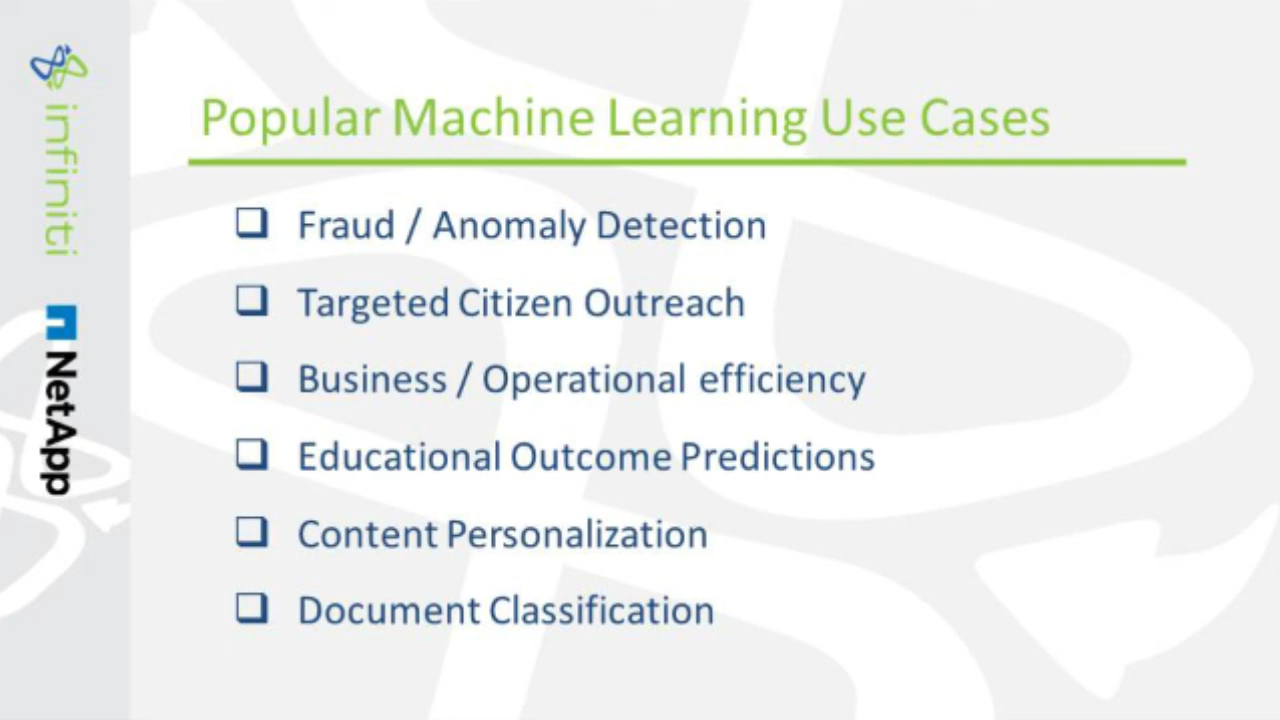 infiniti
NetApp
Popular Machine Learning Use Cases
Fraud / Anomaly Detection
Targeted Citizen Outreach
Business / Operational efficiency
Educational Outcome Predictions
Content Personalization
Document Classification